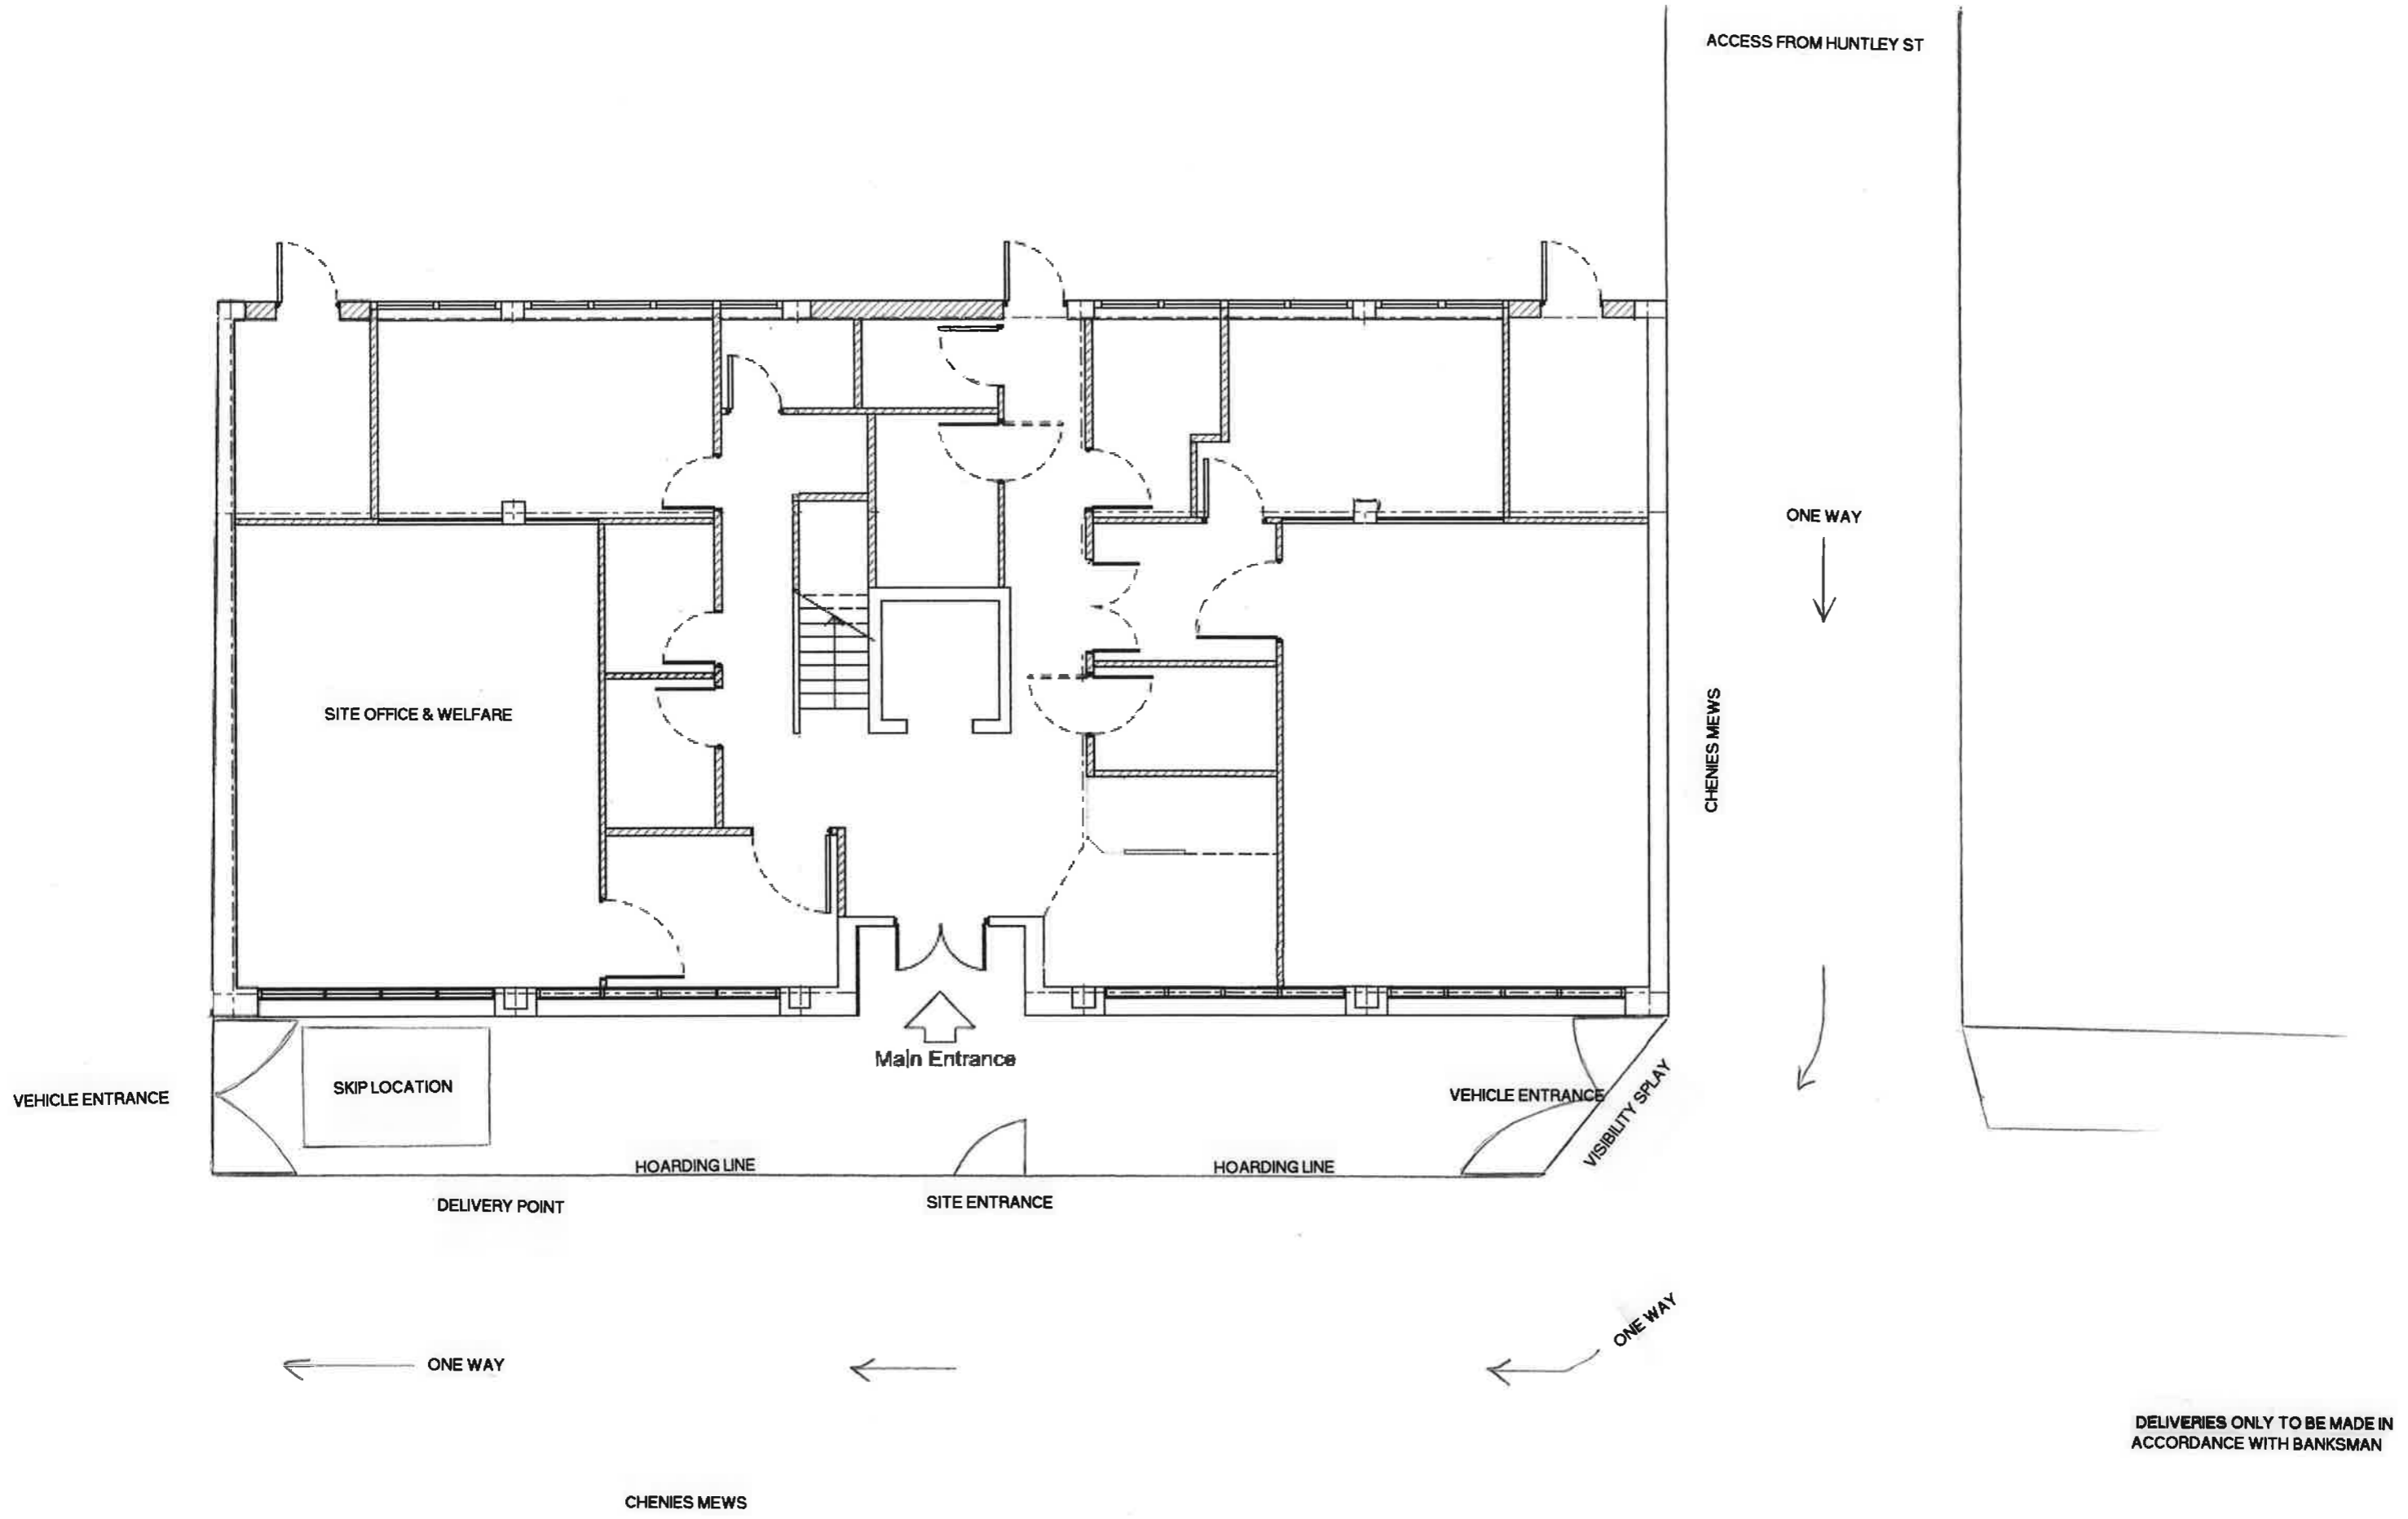 ACCESS FROM HUNTLEY ST
ONE WAY
CHENIES MEWS
SITE OFFICE & WELFARE
Main Entrance
SKIP LOCATION
VEHICLE ENTRANCE
VEHICLE ENTRANCE
VISIBILITY SPLAY
HOARDING LINE
HOARDING LINE
DELIVERY POINT
SITE ENTRANCE
ONE WAY
ONE WAY
DELIVERIES ONLY TO BE MADE IN
ACCORDANCE WITH BANKSMAN
CHENIES MEWS